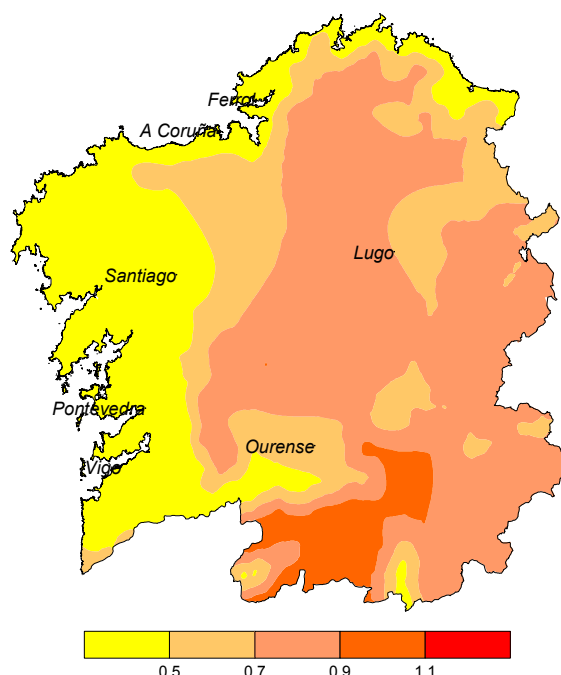 Ferrol
A Coruña
Lugo
Santiago
Pontevedra
Ourense
Vigo
0.5 0.7 0.9 1.1